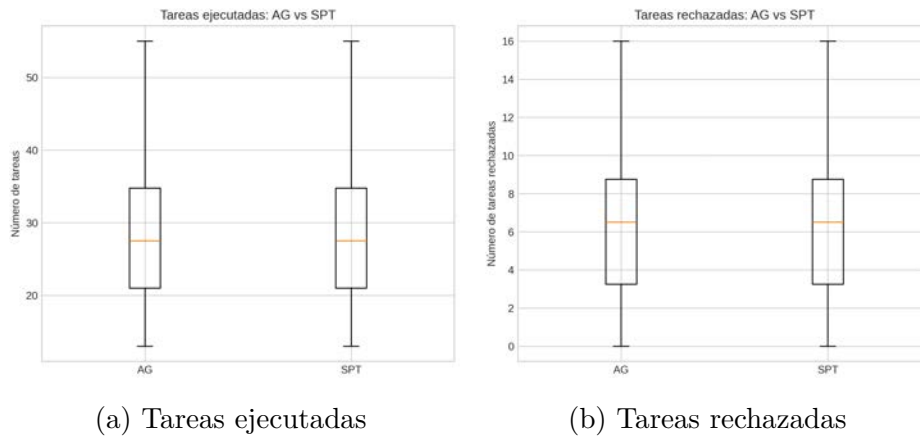 Tareas ejecutadas: AG vs SPT
Número de tareas
50
40
30
20
AG SPT
(a) Tareas ejecutadas
Tareas rechazadas: AG vs SPT
Número de tareas rechazadas
16
14
12
10
8
6
4
2
0
AG SPT
(b) Tareas rechazadas